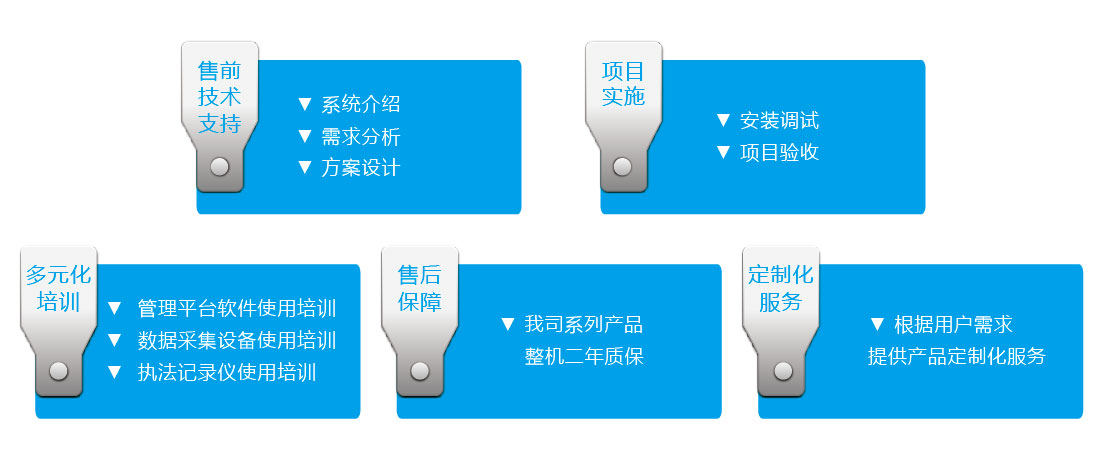 售前
技术
支持
▼ 系统介绍
▼ 需求分析
▼ 方案设计
项目
实施
▼ 安装调试
▼ 项目验收
多元化
培训
▼ 管理平台软件使用培训
▼ 数据采集设备使用培训
▼ 执法记录仪使用培训
售后
保障
▼ 我司系列产品
整机二年质保
定制化
服务
▼ 根据用户需求
提供产品定制化服务